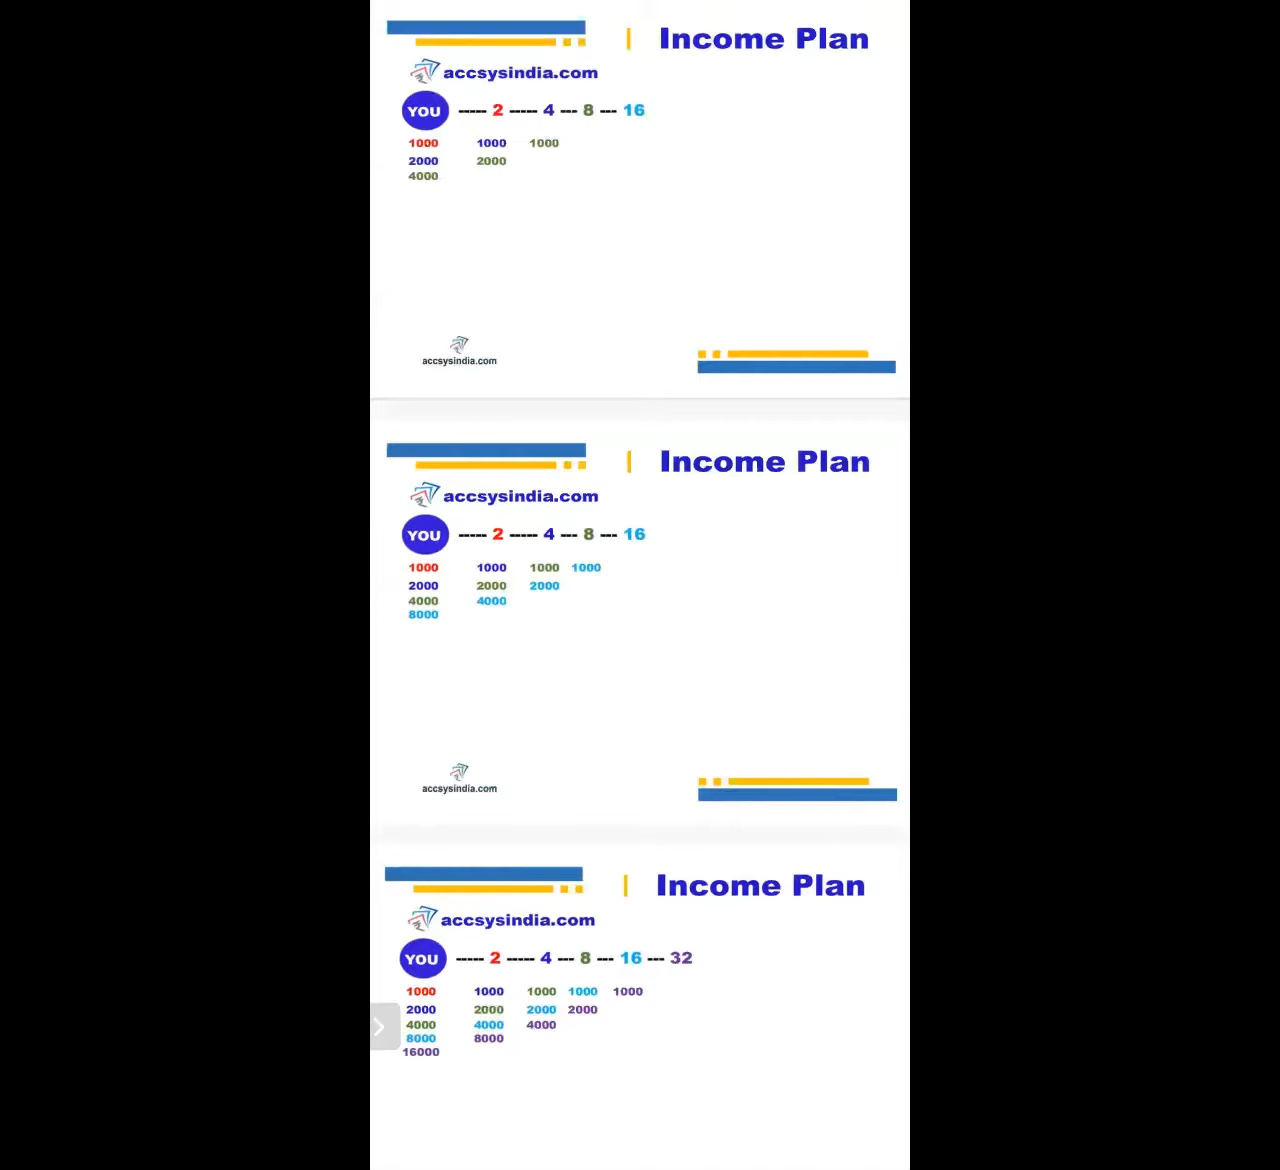 Income Plan
accsysindia.com
YOU ----- 2 ----- 4 --- 8 --- 16
1000 1000 1000
2000 2000
4000
accsysindia.com
Income Plan
accsysindia.com
YOU ----- 2 ----- 4 --- 8 --- 16
1000 1000 1000 1000
2000 2000 2000
4000 4000
8000
accsysindia.com
Income Plan
accsysindia.com
YOU ----- 2 ----- 4 --- 8 --- 16 --- 32
1000 1000 1000 1000 1000
2000 2000 2000 2000
4000 4000 4000
8000 8000
16000